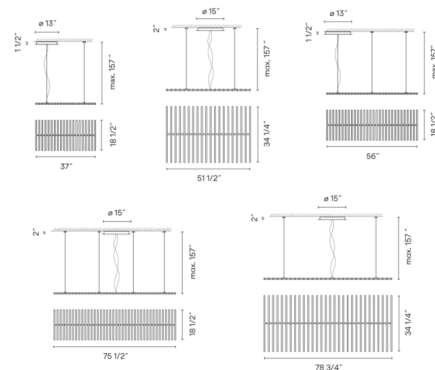 ø 13″
1 1/2″
max. 157″
18 1/2″
37″
ø 15″
2″
max. 157″
34 1/4″
51 1/2″
ø 13″
1 1/2″
max. 157″
18 1/2″
56″
ø 15″
2″
max. 157″
18 1/2″
75 1/2″
ø 15″
2″
max. 157″
34 1/4″
78 3/4″